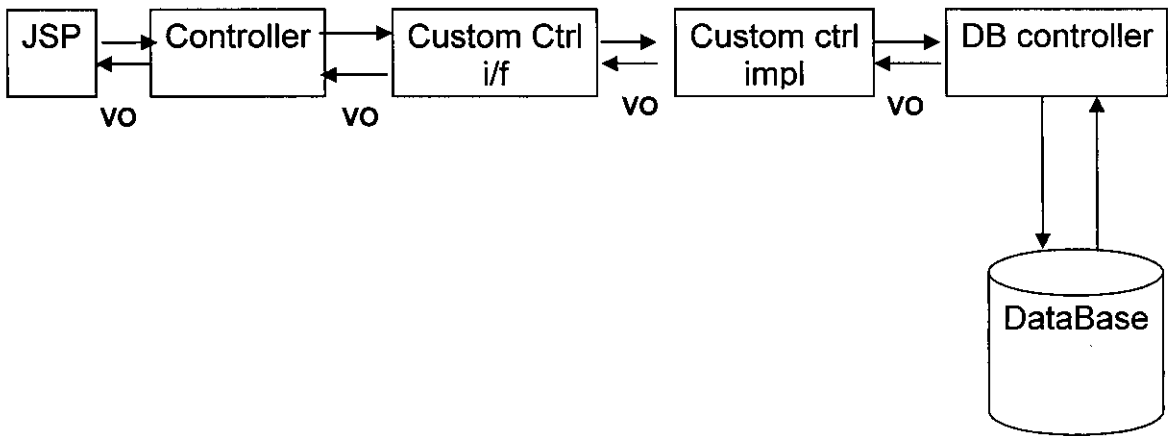 JSP
Controller
Custom Ctrl
i/f
Custom ctrl
impl
DB controller
vo
vo
vo
vo
DataBase